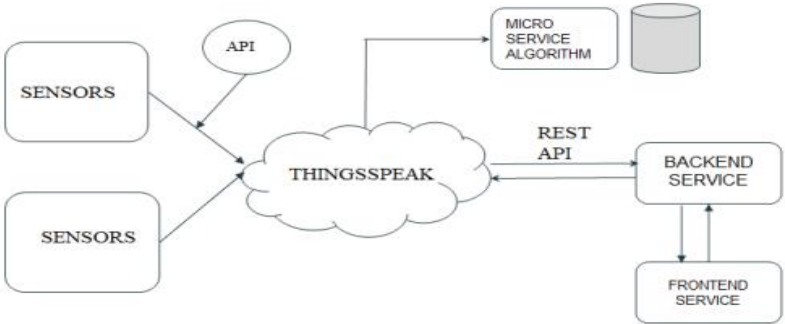 MICRO
SERVICE
ALGORITHM
API
SENSORS
REST
API
THINGSSPEAK
BACKEND
SERVICE
SENSORS
FRONTEND
SERVICE